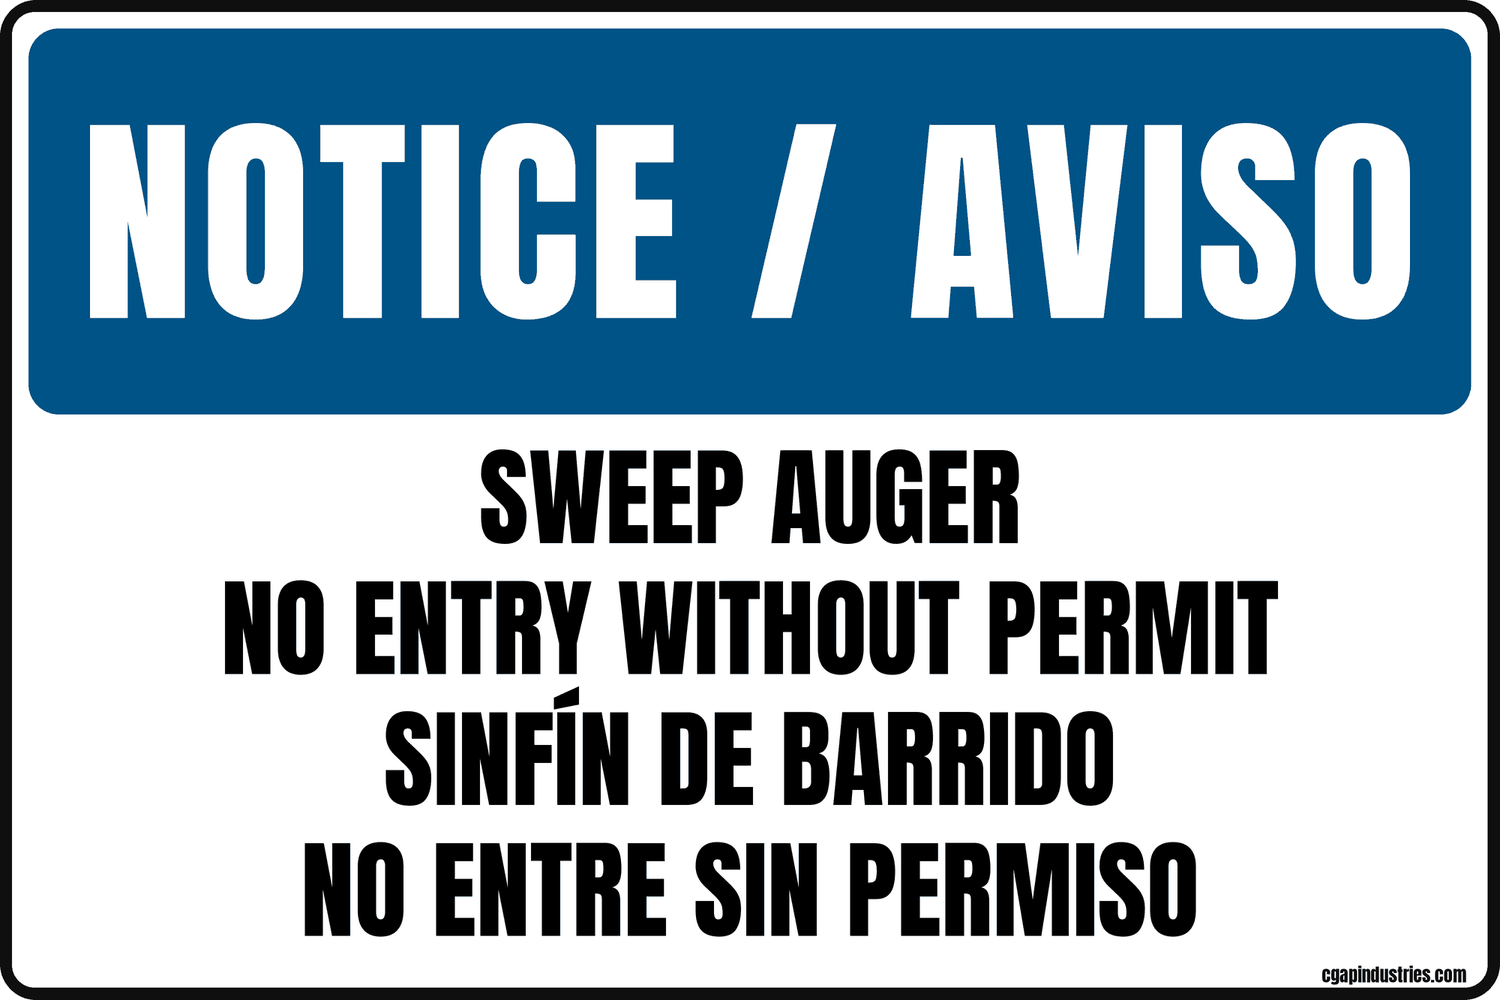 NOTICE / AVISO
SWEEP AUGER
NO ENTRY WITHOUT PERMIT
SINFÍN DE BARRIDO
NO ENTRE SIN PERMISO
cgapindustries.com